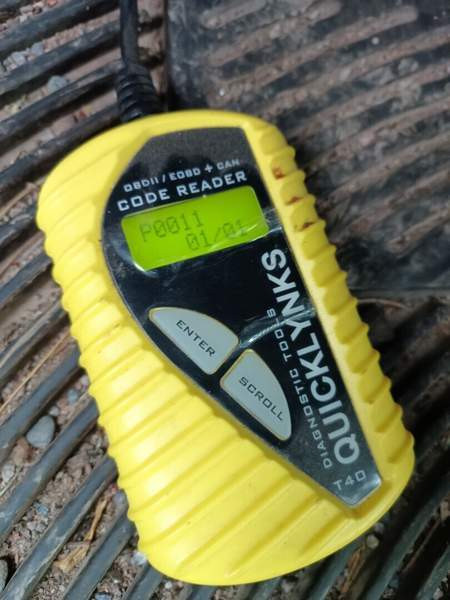 OBDII / EOBD + CAN
CODE READER
P0011
01/01
ENTER
SCROLL
DIAGNOSTIC TOOLS
QUICKLYNKS
T40